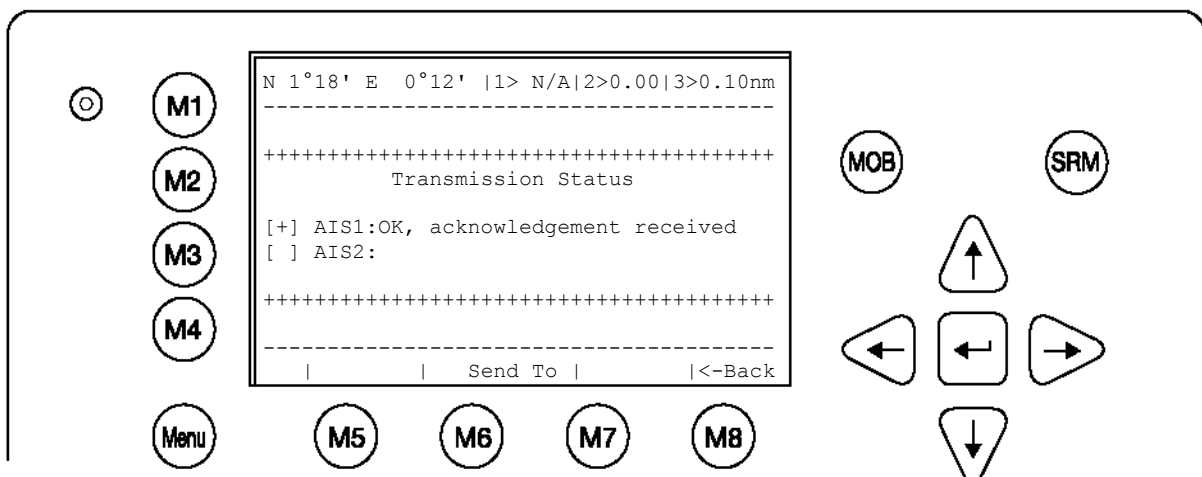 N 1°18' E  0°12' |1> N/A|2>0.00|3>0.10nm
----------------------------------------
++++++++++++++++++++++++++++++++++++++++
Transmission Status
[+] AIS1:OK, acknowledgement received
[ ] AIS2:
++++++++++++++++++++++++++++++++++++++++
----------------------------------------
|        |   Send To |        |<-Back
M1
M2
M3
M4
Menu
M5
M6
M7
M8
MOB
SRM